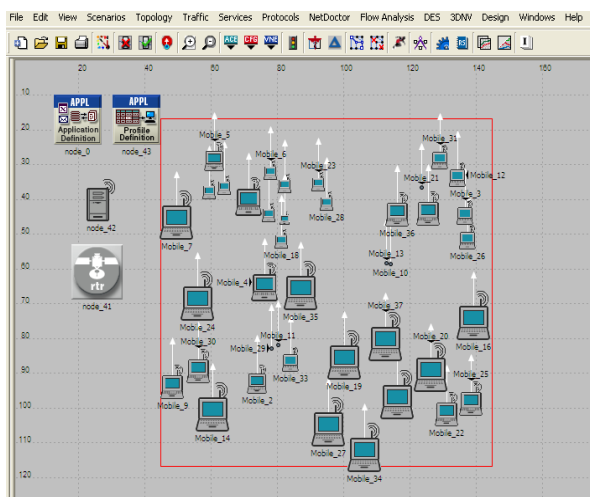 File Edit View Scenarios Topology Traffic Services Protocols NetDoctor Flow Analysis DES 3DNV Design Windows Help
ACE CFG VNE
20 40 60 80 100 120 140 160
10
APPL APPL
Application Definition Profile Definition
node_0 node_43
Mobile_5
Mobile_31
20
30
Mobile_6
Mobile_23
Mobile_21
Mobile_12
40
Mobile_3
node_42
Mobile_28
Mobile_36
50
Mobile_7
Mobile_18
Mobile_13
Mobile_26
rtr
60
Mobile_10
Mobile_4
node_41
70
Mobile_24
Mobile_35
Mobile_37
80
Mobile_30
Mobile_11
Mobile_20
Mobile_16
Mobile_29
90
Mobile_33
Mobile_19
Mobile_25
100
Mobile_9
Mobile_2
Mobile_14
Mobile_22
110
Mobile_27
Mobile_34
120